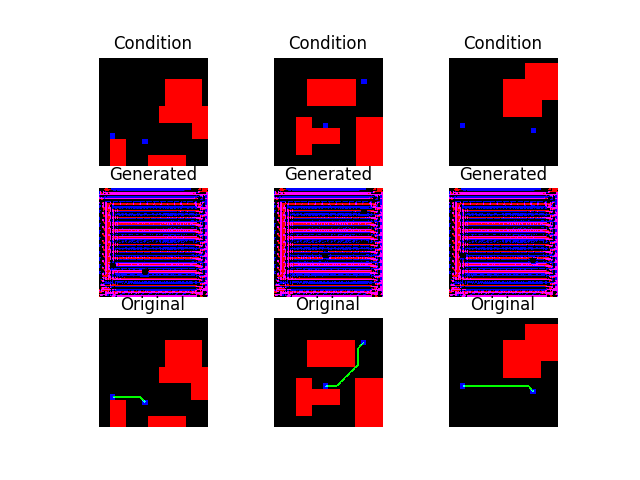 Condition Condition Condition
Generated Generated Generated
Original Original Original